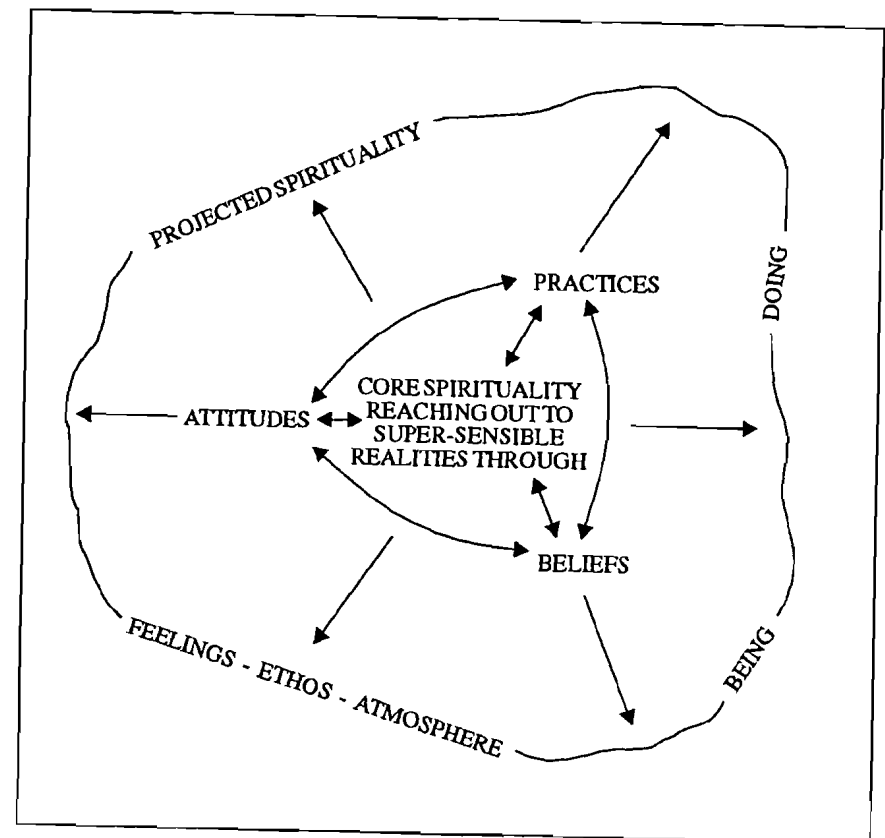 PROJECTED SPIRITUALITY
DOING
PRACTICES
CORE SPIRITUALITY
REACHING OUT TO
SUPER-SENSIBLE
REALITIES THROUGH
ATTITUDES
BELIEFS
BEING
FEELINGS - ETHOS - ATMOSPHERE